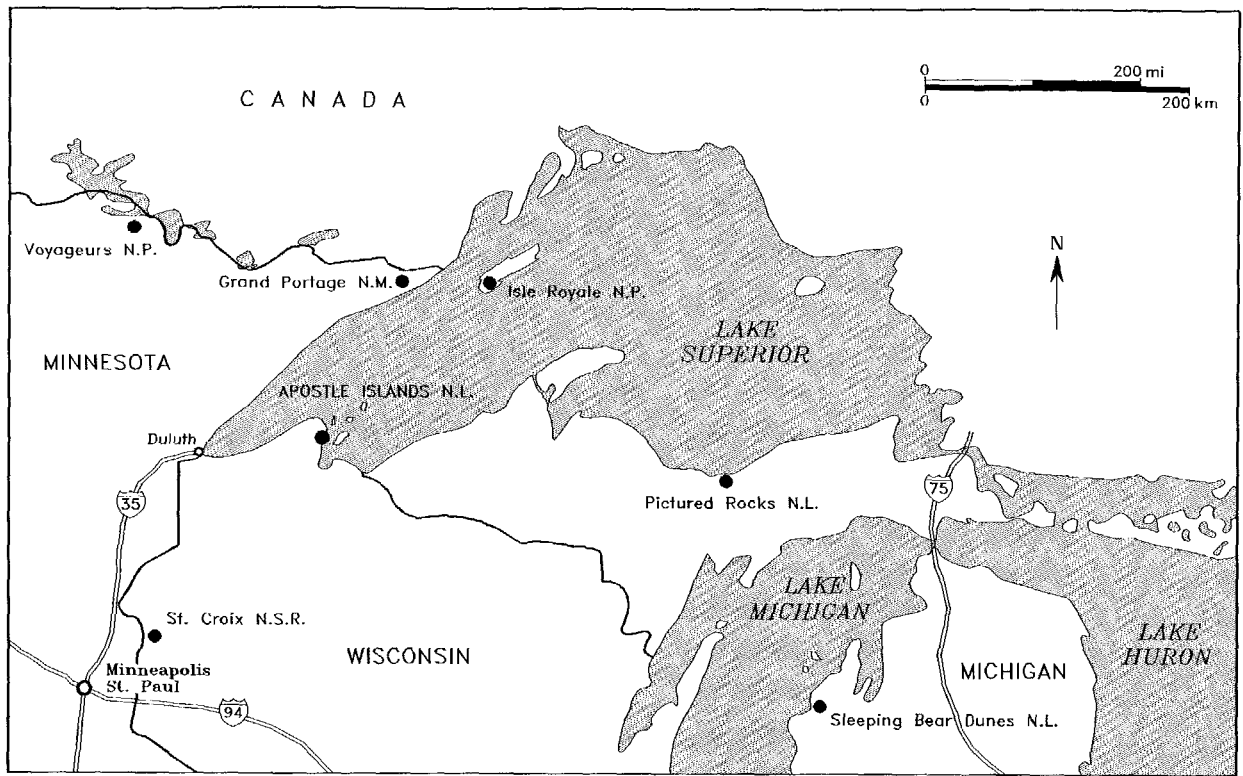 0 200 mi
0 200 km
CANADA
Voyageurs N.P.
N
Grand Portage N.M.
Isle Royale N.P.
LAKE
SUPERIOR
MINNESOTA
APOSTLE ISLANDS N.L.
Duluth
35
75
Pictured Rocks N.L.
LAKE
MICHIGAN
St. Croix N.S.R.
LAKE
HURON
WISCONSIN
MICHIGAN
Minneapolis
St. Paul
94
Sleeping Bear Dunes N.L.